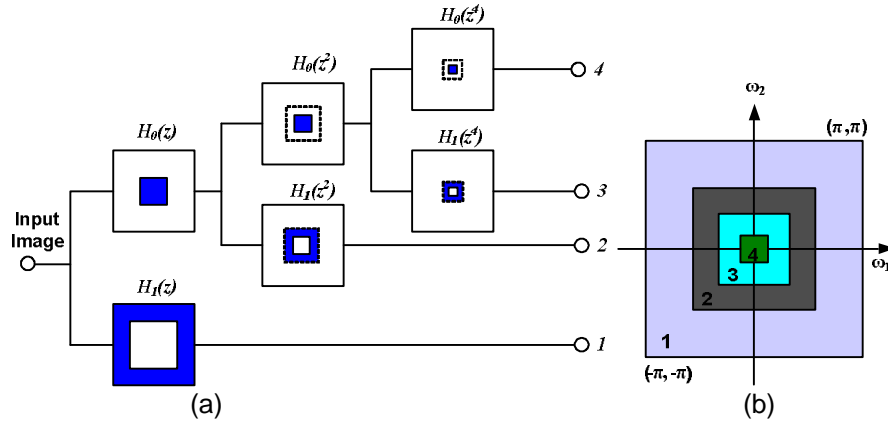 H₀(z⁴)
H₀(z²)
4
ω₂
H₀(z)
H₁(z⁴)
(π,π)
H₁(z²)
3
Input
Image
2
4
ω₁
3
H₁(z)
2
1
1
(-π, -π)
(a)
(b)